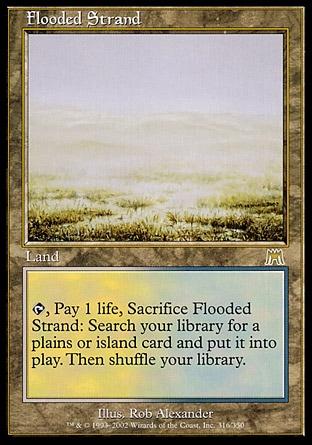 Flooded Strand
Land
, Pay 1 life, Sacrifice Flooded
Strand: Search your library for a
plains or island card and put it into
play. Then shuffle your library.
Illus. Rob Alexander
™ & © 1993-2002 Wizards of the Coast, Inc. 316/350